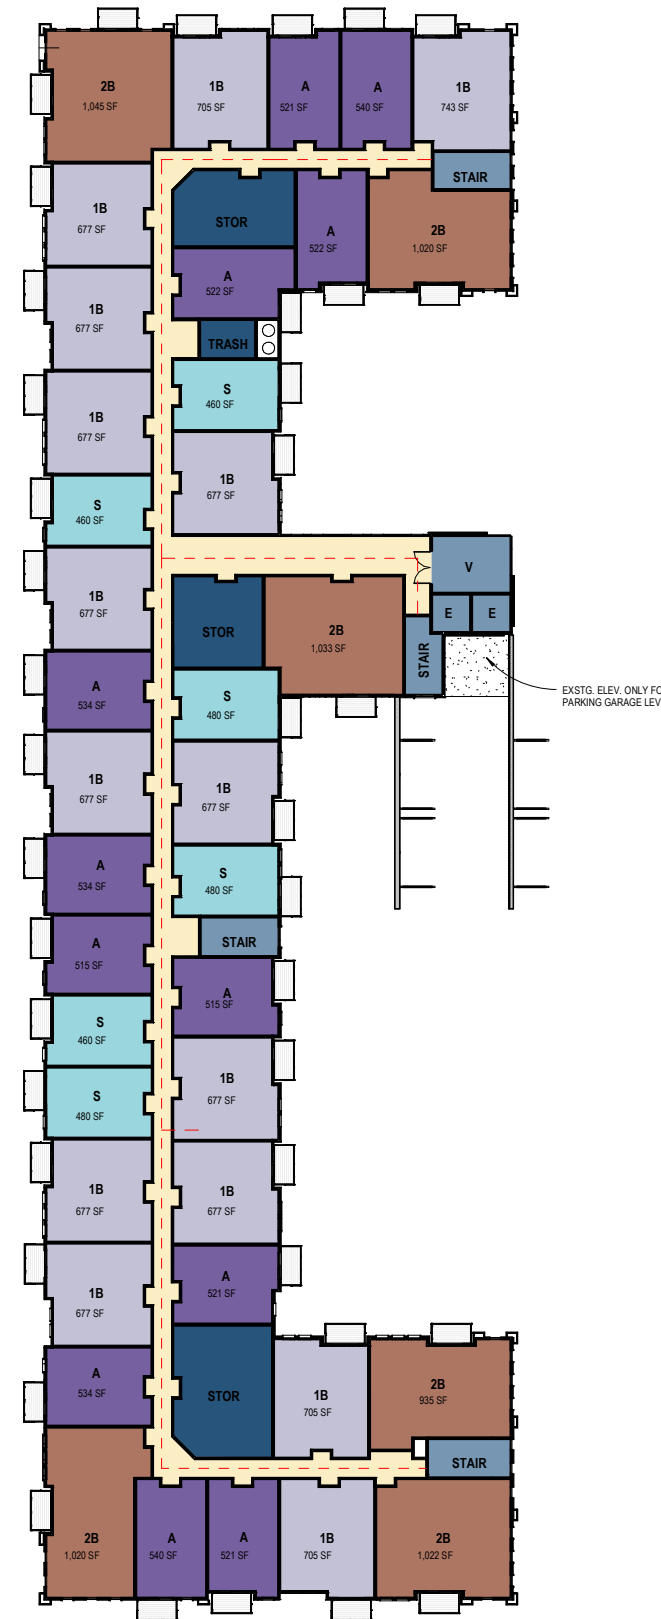 2B
1,045 SF
1B
705 SF
A
521 SF
A
540 SF
1B
743 SF
STAIR
1B
677 SF
STOR
A
522 SF
2B
1,020 SF
A
522 SF
1B
677 SF
TRASH
1B
677 SF
S
460 SF
1B
677 SF
S
460 SF
1B
677 SF
V
E
E
STOR
2B
1,033 SF
STAIR
A
534 SF
S
480 SF
EXSTG. ELEV. ONLY FO
PARKING GARAGE LEV
1B
677 SF
1B
677 SF
A
534 SF
S
480 SF
A
515 SF
STAIR
S
460 SF
A
515 SF
S
480 SF
1B
677 SF
1B
677 SF
1B
677 SF
1B
677 SF
A
521 SF
A
534 SF
STOR
1B
705 SF
2B
935 SF
STAIR
2B
1,020 SF
A
540 SF
A
521 SF
1B
705 SF
2B
1,022 SF